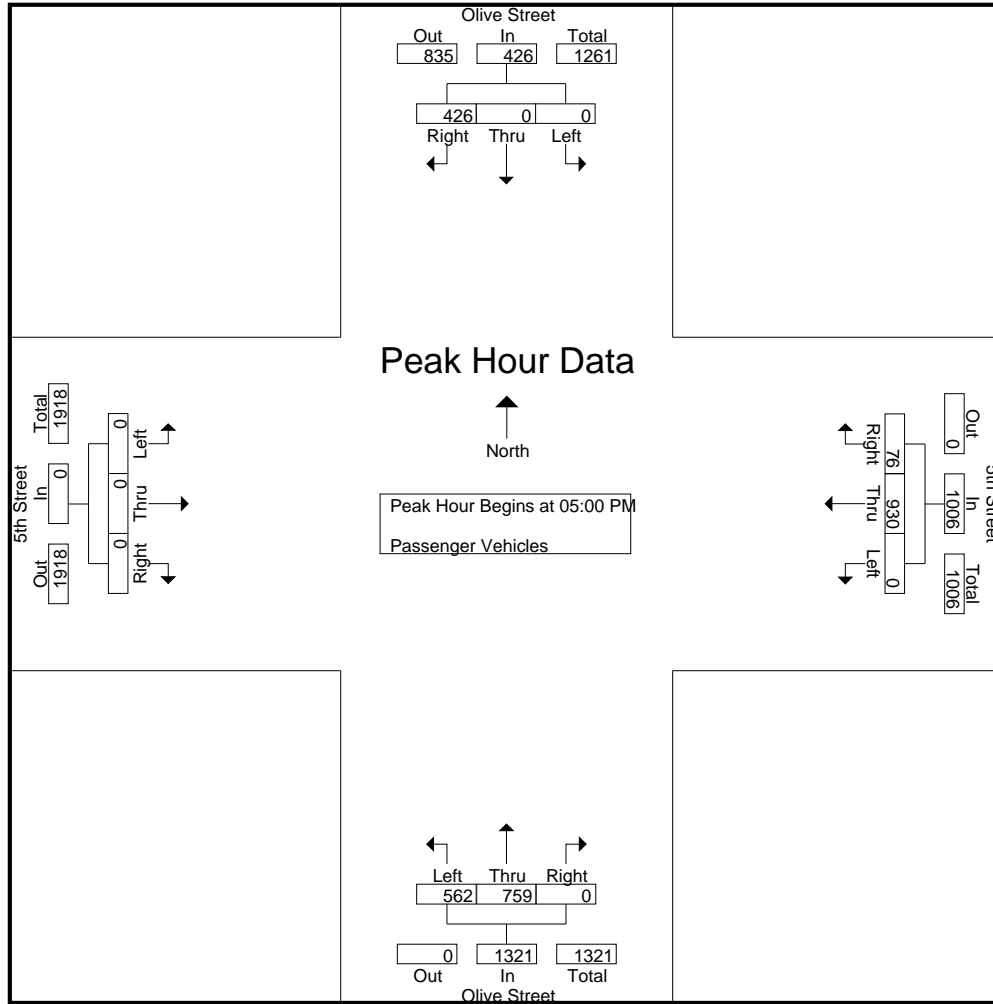 Olive Street
Out In Total
835 426 1261
426 0 0
Right Thru Left
Peak Hour Data
North
Peak Hour Begins at 05:00 PM
Passenger Vehicles
5th Street
Out In Total
1918 0 1918
Right Thru Left
0 0 0
5th Street
Out In Total
0 1006 1006
76 930 0
Right Thru Left
Left Thru Right
562 759 0
0 1321 1321
Out In Total
Olive Street